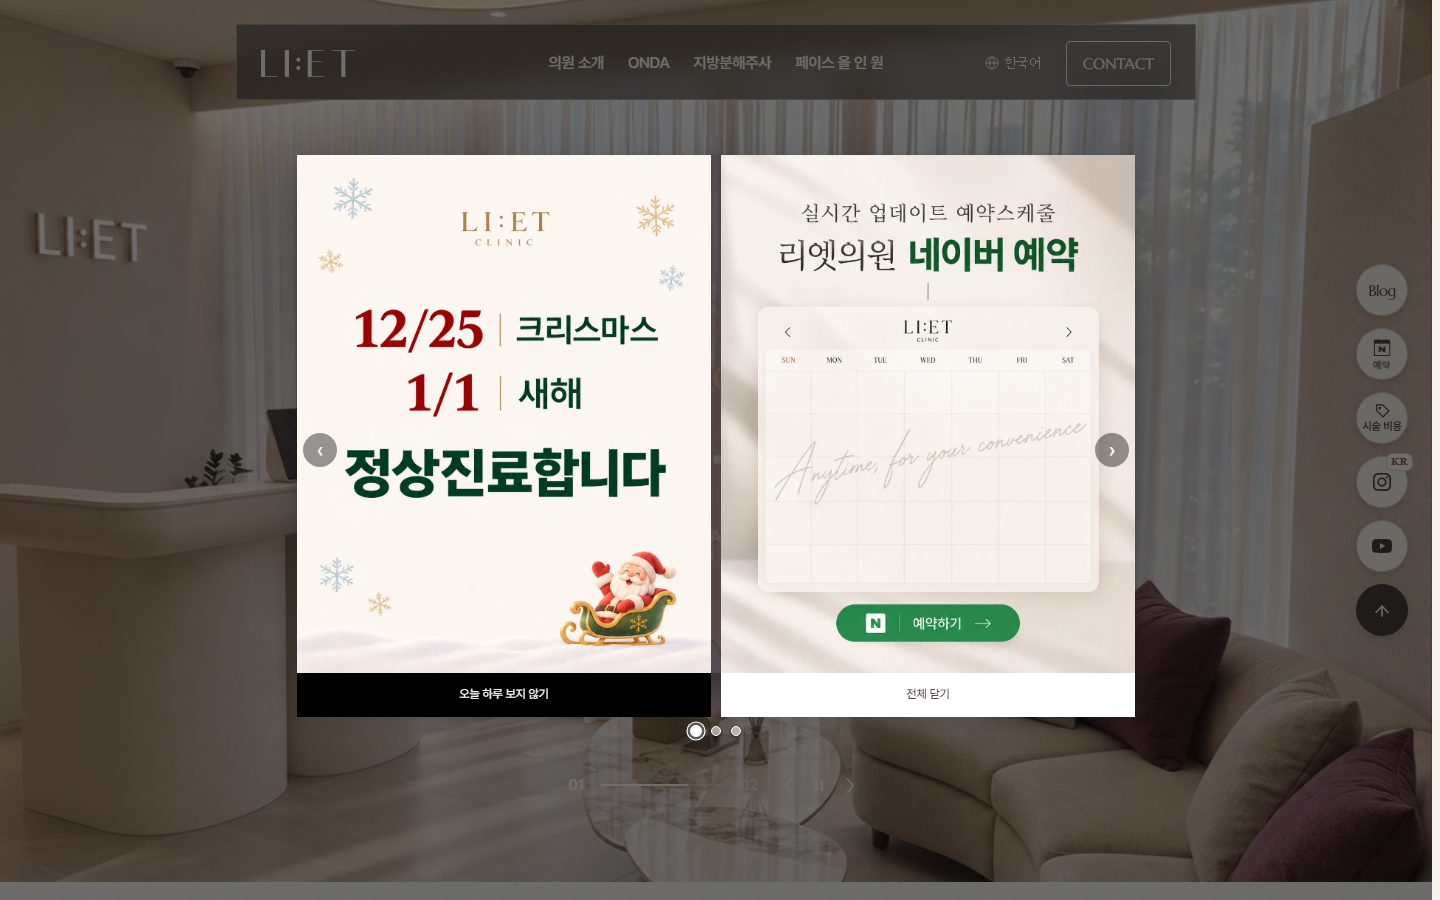 LI:ET
의원 소개
ONDA
지방분해주사
페이스 올 인 원
한국어
CONTACT
LI:ET
LI:ET
CLINIC
12/25 크리스마스
1/1 새해
정상진료합니다
오늘 하루 보지 않기
실시간 업데이트 예약스케줄
리엣의원 네이버 예약
LI:ET
CLINIC
SUN MON TUE WED THU FRI SAT
Anytime, for your convenience
N 예약하기
전체 닫기
Blog
N
예약
시술 비용
KR
01
02